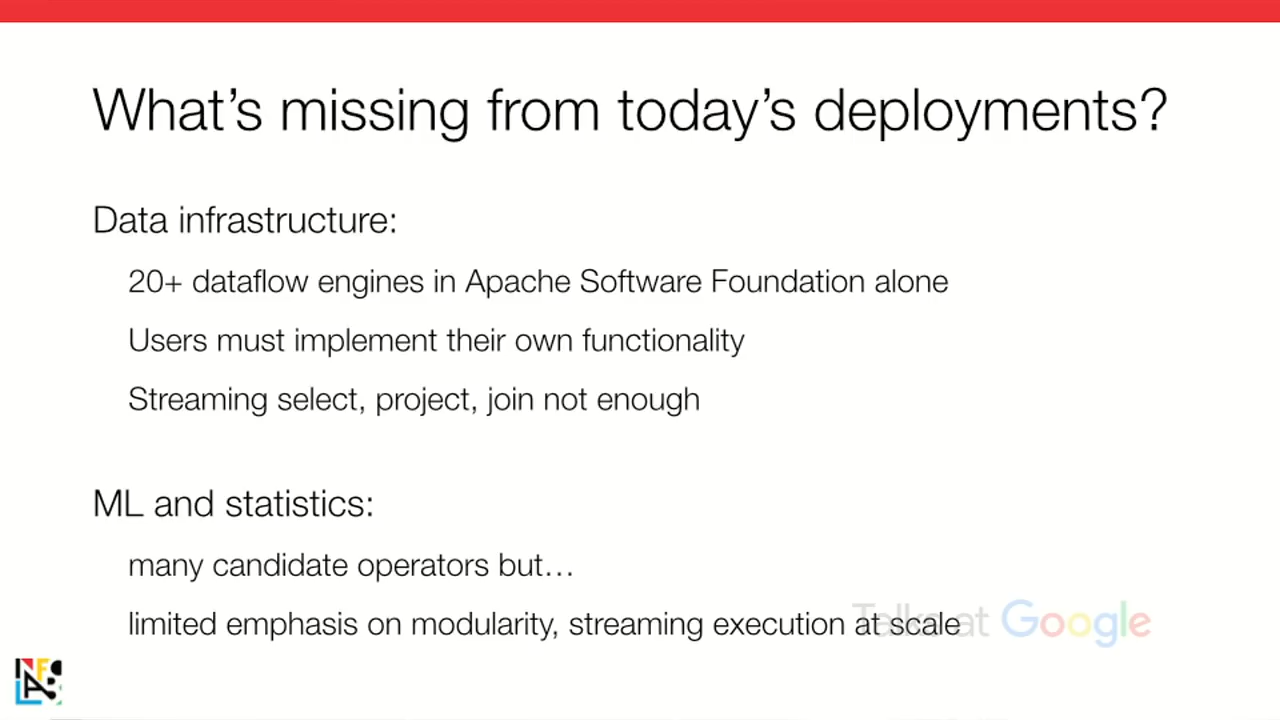 What's missing from today's deployments?
Data infrastructure:
20+ dataflow engines in Apache Software Foundation alone
Users must implement their own functionality
Streaming select, project, join not enough
ML and statistics:
many candidate operators but…
limited emphasis on modularity, streaming execution at scale
Talks at Google
INFO
LAB